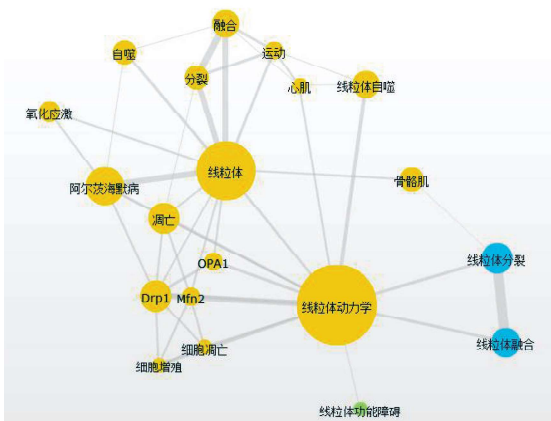 融合
自噬
运动
分裂
心肌
线粒体自噬
氧化应激
线粒体
阿尔茨海默病
骨骼肌
凋亡
OPA1
线粒体分裂
Drp1
Mfn2
线粒体动力学
细胞凋亡
线粒体融合
细胞增殖
线粒体功能障碍